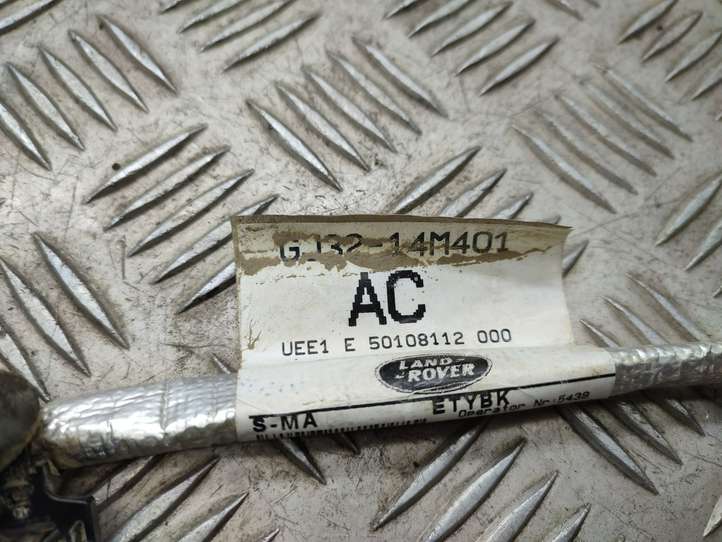 GJ32-14M401
AC
UEE1 E 50108112 000
LAND
ROVER
S-MA ETYBK
Operator Nr:5439